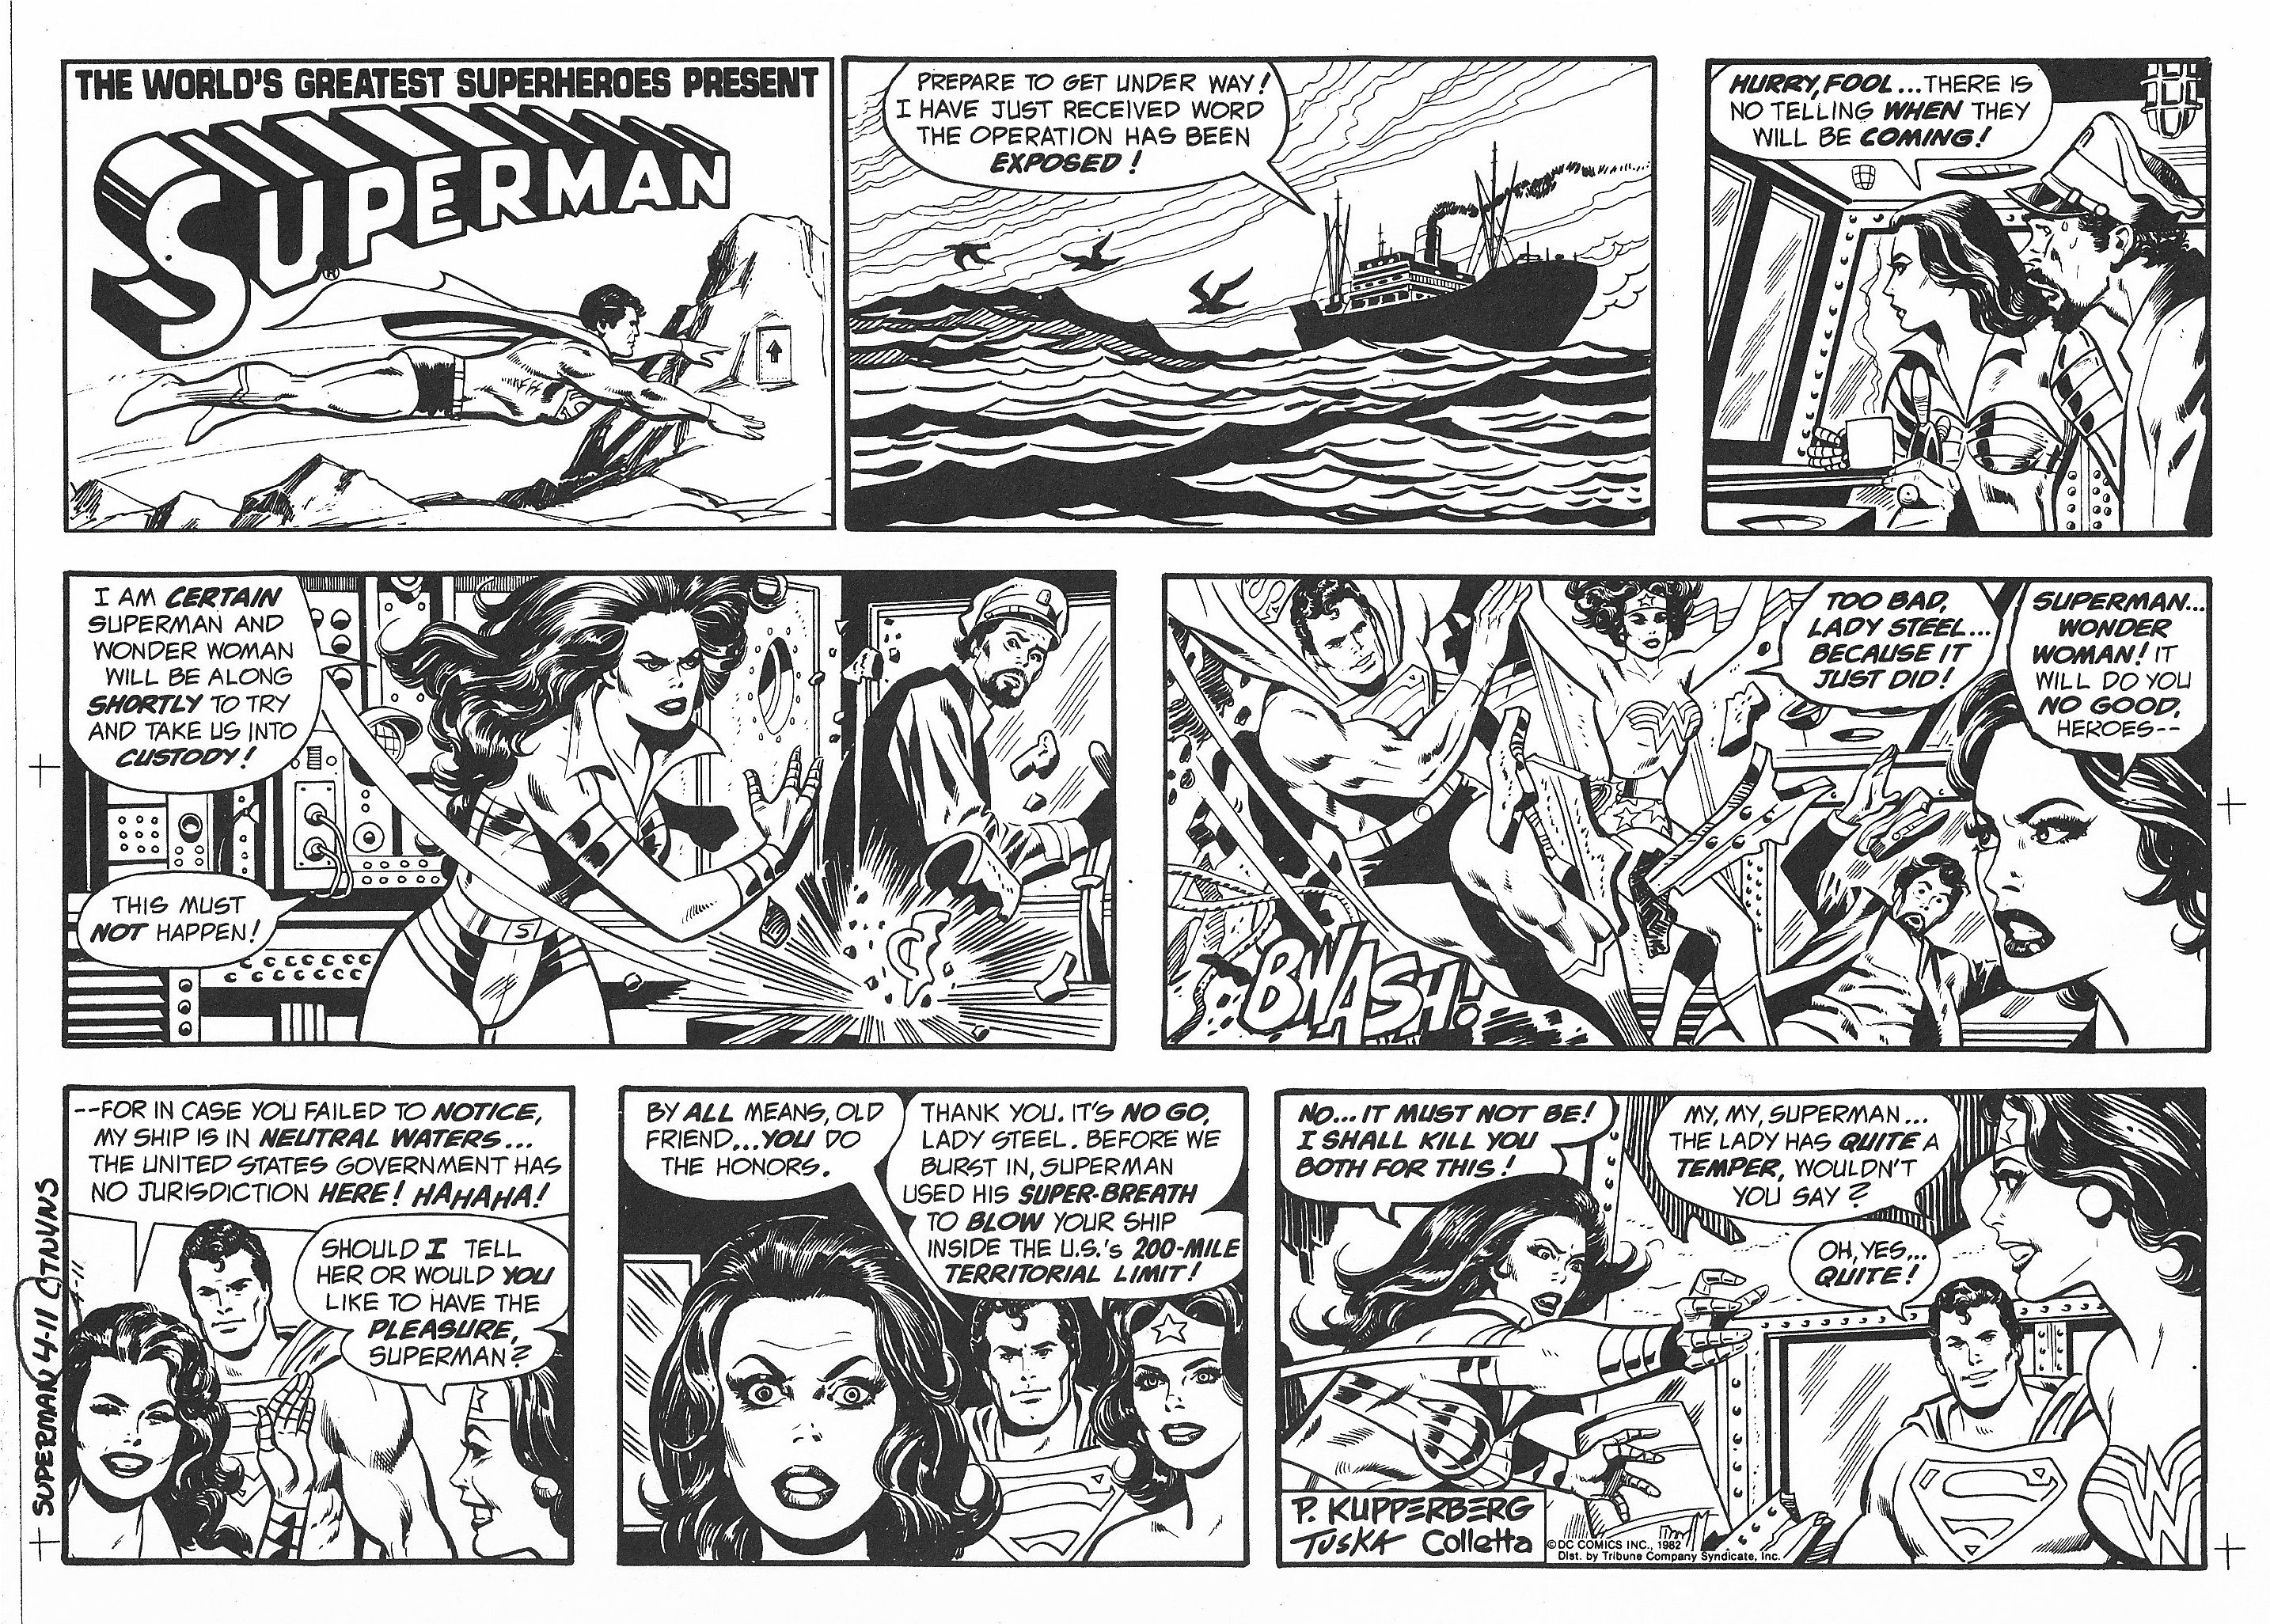 THE WORLD'S GREATEST SUPERHEROES PRESENT
SUPERMAN
®
PREPARE TO GET UNDER WAY!
I HAVE JUST RECEIVED WORD
THE OPERATION HAS BEEN
EXPOSED!
HURRY, FOOL...THERE IS
NO TELLING WHEN THEY
WILL BE COMING!
I AM CERTAIN
SUPERMAN AND
WONDER WOMAN
WILL BE ALONG
SHORTLY TO TRY
AND TAKE US INTO
CUSTODY!
THIS MUST
NOT HAPPEN!
S
TOO BAD,
LADY STEEL...
BECAUSE IT
JUST DID!
SUPERMAN...
WONDER
WOMAN! IT
WILL DO YOU
NO GOOD,
HEROES--
BWASH!
--FOR IN CASE YOU FAILED TO NOTICE,
MY SHIP IS IN NEUTRAL WATERS...
THE UNITED STATES GOVERNMENT HAS
NO JURISDICTION HERE! HAHAHA!
SHOULD I TELL
HER OR WOULD YOU
LIKE TO HAVE THE
PLEASURE,
SUPERMAN?
BY ALL MEANS, OLD
FRIEND...YOU DO
THE HONORS.
THANK YOU. IT'S NO GO,
LADY STEEL. BEFORE WE
BURST IN, SUPERMAN
USED HIS SUPER-BREATH
TO BLOW YOUR SHIP
INSIDE THE U.S.'s 200-MILE
TERRITORIAL LIMIT!
NO...IT MUST NOT BE!
I SHALL KILL YOU
BOTH FOR THIS!
MY, MY, SUPERMAN...
THE LADY HAS QUITE A
TEMPER, WOULDN'T
YOU SAY?
OH, YES...
QUITE!
P. KUPPERBERG
TUSKA Colletta
© DC COMICS INC., 1982
Dist. by Tribune Company Syndicate, Inc.
SUPERMAN 4-11 CTNYNS
4-11